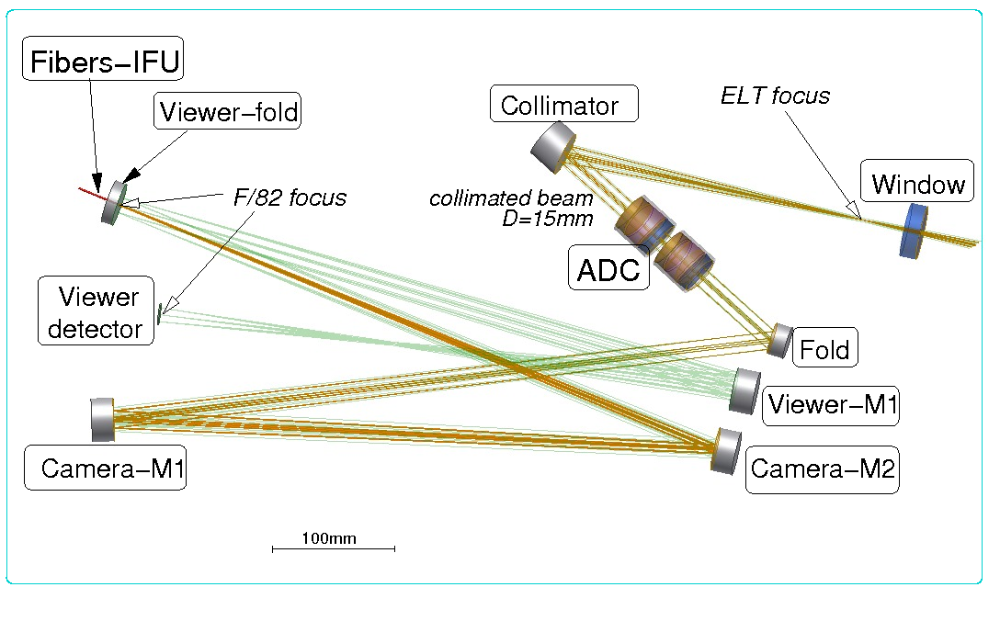 Fibers-IFU
Viewer-fold
Collimator
ELT focus
Window
F/82 focus
collimated beam
D=15mm
ADC
Viewer
detector
Fold
Viewer-M1
Camera-M1
Camera-M2
100mm